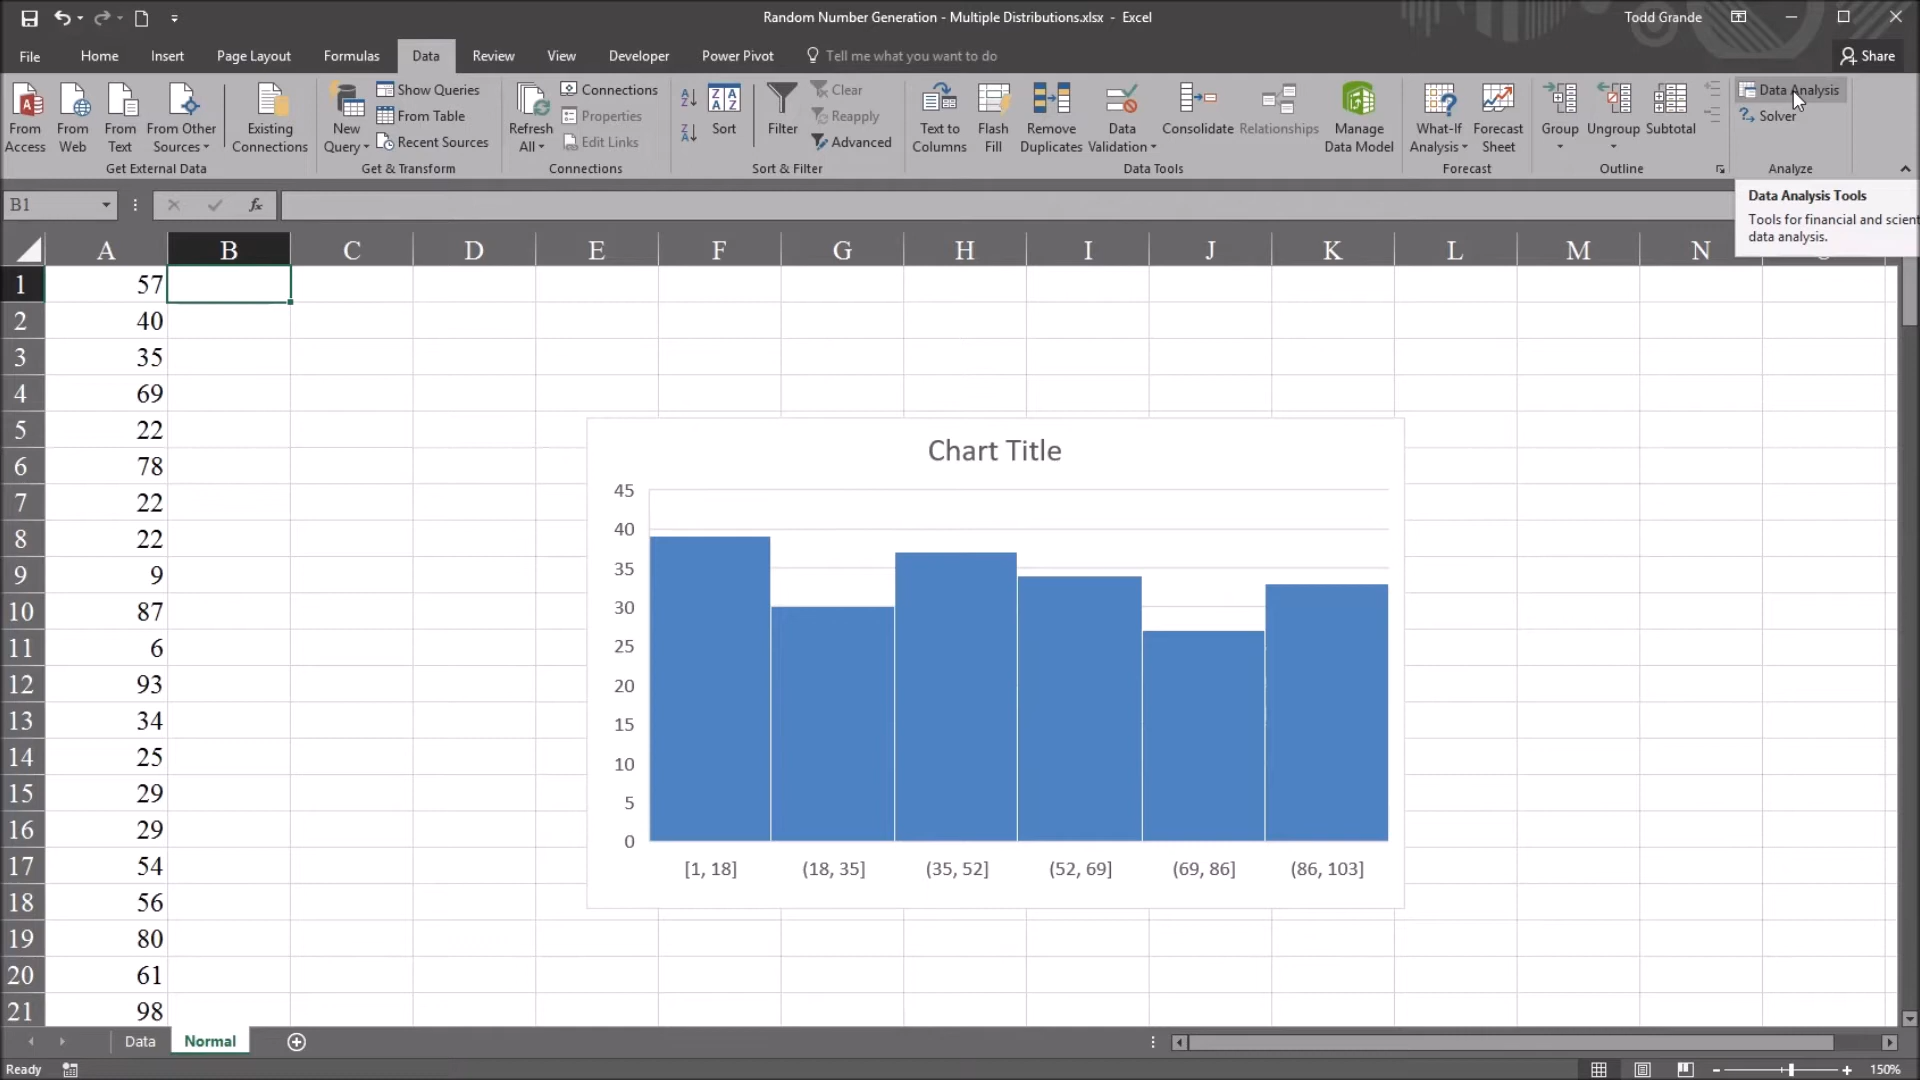 Random Number Generation - Multiple Distributions.xlsx - Excel
Todd Grande
File Home Insert Page Layout Formulas Data Review View Developer Power Pivot Tell me what you want to do Share
From Access
From Web
From Text
From Other Sources
Existing Connections
Get External Data
New Query
Show Queries
From Table
Recent Sources
Get & Transform
Refresh All
Connections
Properties
Edit Links
Connections
Sort
Filter
Clear
Reapply
Advanced
Sort & Filter
Text to Columns
Flash Fill
Remove Duplicates
Data Validation
Consolidate
Relationships
Manage Data Model
Data Tools
What-If Analysis
Forecast Sheet
Forecast
Group
Ungroup
Subtotal
Outline
Data Analysis
Solver
Analyze
Data Analysis Tools
Tools for financial and scient
data analysis.
B1
fx
A B C D E F G H I J K L M N
1 57
2 40
3 35
4 69
5 22
6 78
7 22
8 22
9 9
10 87
11 6
12 93
13 34
14 25
15 29
16 29
17 54
18 56
19 80
20 61
21 98
Chart Title
45
40
35
30
25
20
15
10
5
0
[1, 18] (18, 35] (35, 52] (52, 69] (69, 86] (86, 103]
Data Normal
Ready
150%